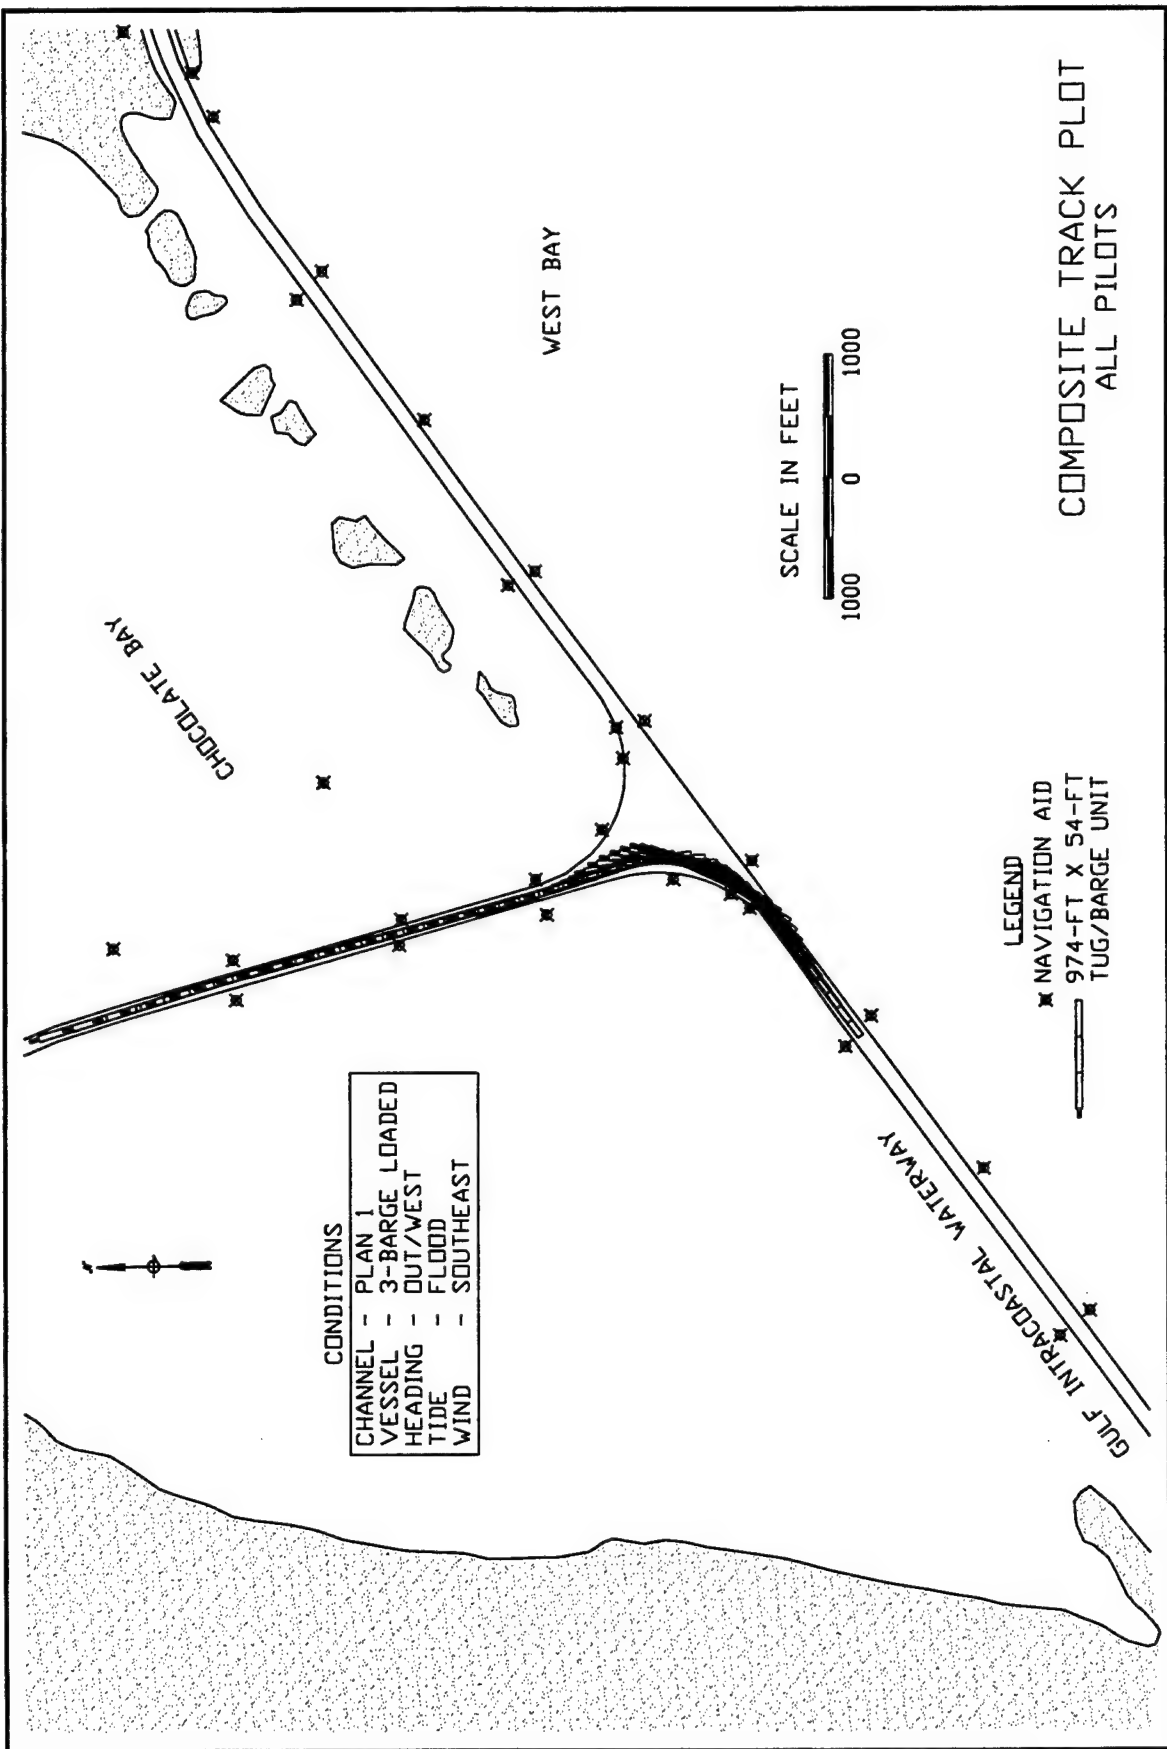 CHOCOLATE BAY
WEST BAY
CONDITIONS
CHANNEL - PLAN 1
VESSEL - 3-BARGE LOADED
HEADING - OUT/WEST
TIDE - FLOOD
WIND - SOUTHEAST
N
SCALE IN FEET
1000 0 1000
GULF INTRACOASTAL WATERWAY
LEGEND
NAVIGATION AID
974-FT X 54-FT
TUG/BARGE UNIT
COMPOSITE TRACK PLOT
ALL PILOTS